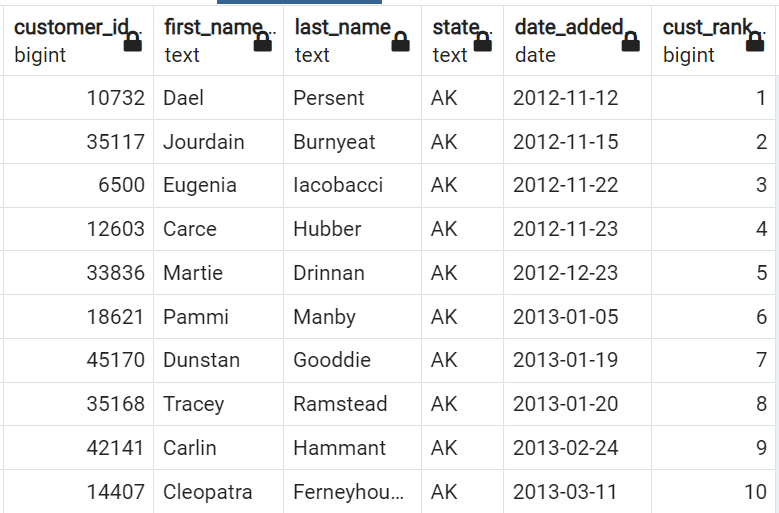 customer_id.. first_name.. last_name state.. date_added.. cust_rank..
bigint text text text date bigint
10732 Dael Persent AK 2012-11-12 1
35117 Jourdain Burnyeat AK 2012-11-15 2
6500 Eugenia Iacobacci AK 2012-11-22 3
12603 Carce Hubber AK 2012-11-23 4
33836 Martie Drinnan AK 2012-12-23 5
18621 Pammi Manby AK 2013-01-05 6
45170 Dunstan Gooddie AK 2013-01-19 7
35168 Tracey Ramstead AK 2013-01-20 8
42141 Carlin Hammant AK 2013-02-24 9
14407 Cleopatra Ferneyhou... AK 2013-03-11 10